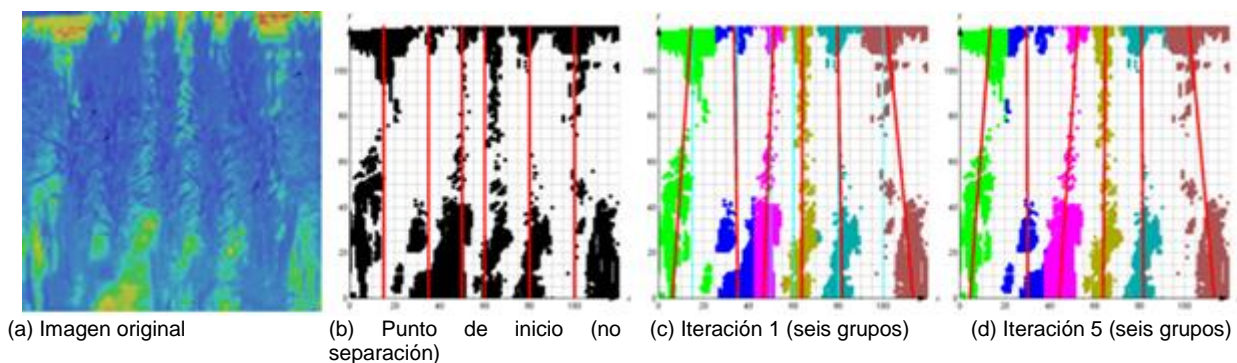 (a) Imagen original
(b) Punto de inicio (no separación)
(c) Iteración 1 (seis grupos)
(d) Iteración 5 (seis grupos)